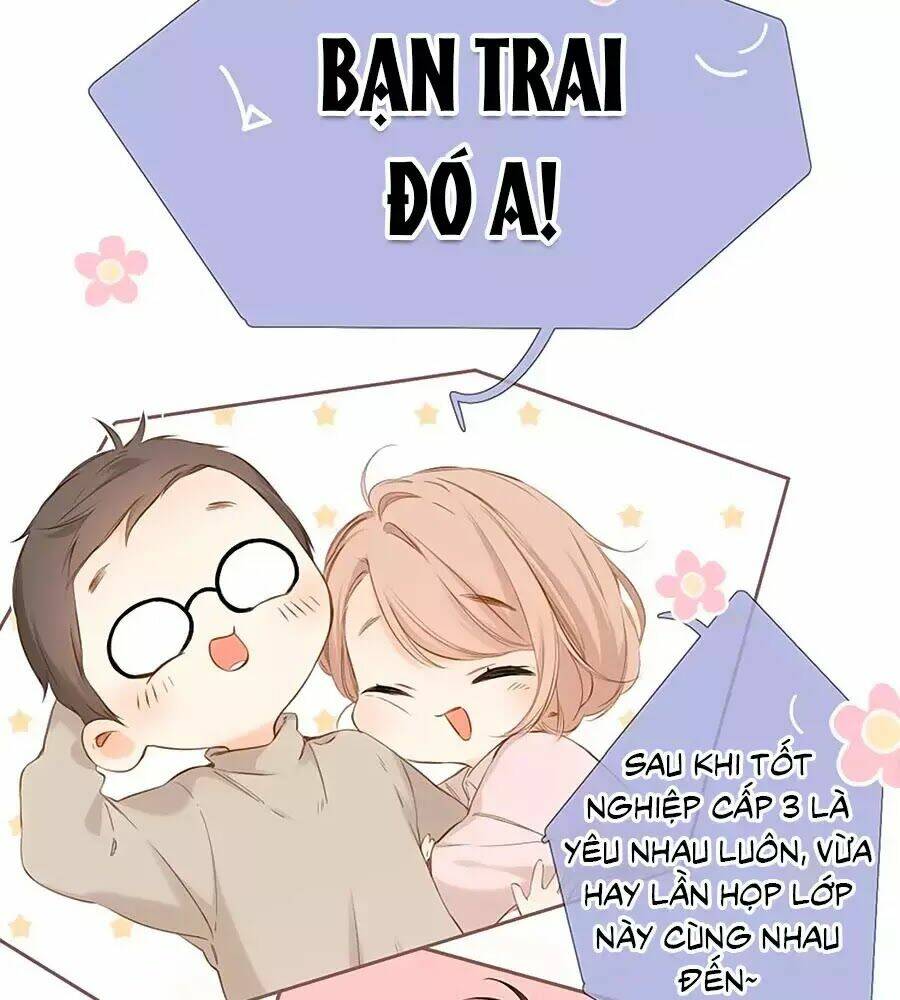 BẠN TRAI
ĐÓ A!
SAU KHI TỐT
NGHIỆP CẤP 3 LÀ
YÊU NHAU LUÔN, VỪA
HAY LẦN HỌP LỚP
NÀY CÙNG NHAU
ĐẾN~